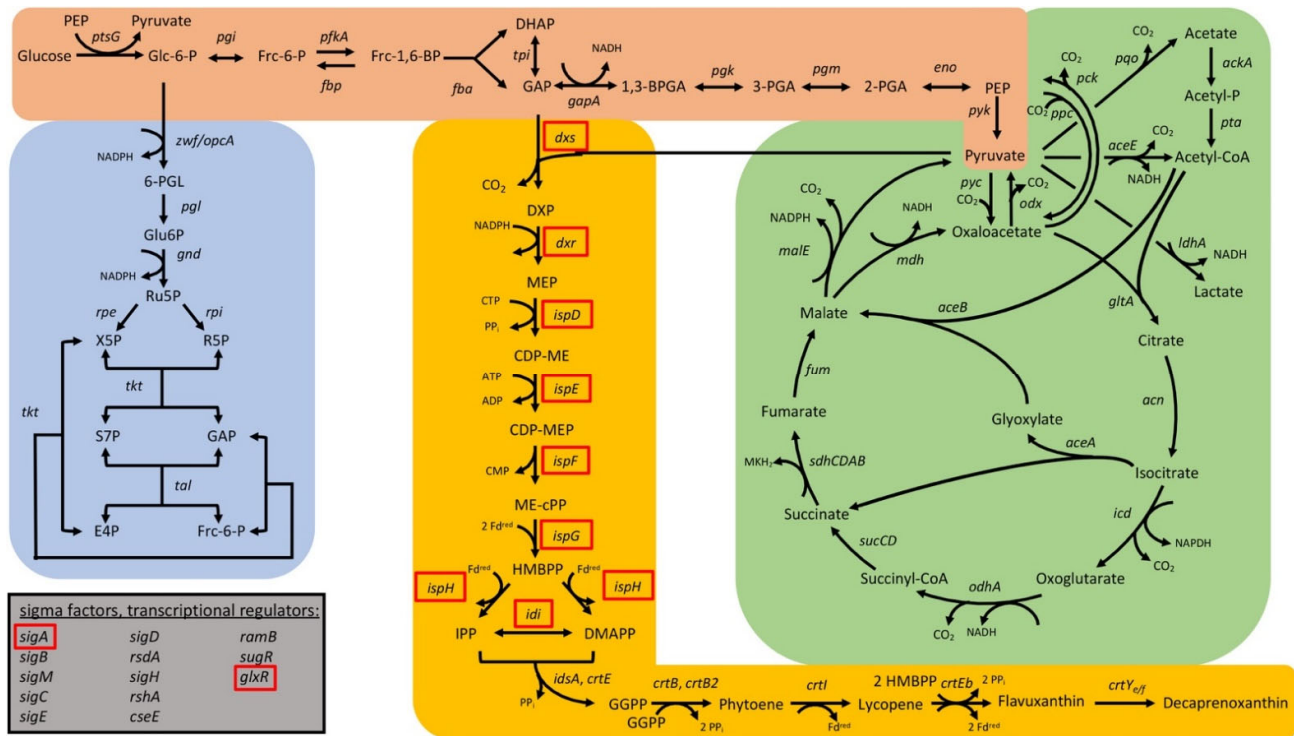 PEP Pyruvate
ptsG
Glucose Glc-6-P pgi Frc-6-P pfkA fbp Frc-1,6-BP fba
DHAP
tpi NADH
GAP gapA 1,3-BPGA pgk 3-PGA pgm 2-PGA eno PEP
pyk
Pyruvate
zwf/opcA
NADPH
6-PGL
pgl
Glu6P
gnd
NADPH
Ru5P
rpe rpi
X5P R5P
tkt
tkt
S7P GAP
tal
E4P Frc-6-P
dxs
CO2
DXP
NADPH dxr
MEP
CTP ispD
PPi
CDP-ME
ATP ispE
ADP
CDP-MEP
CMP ispF
ME-cPP
2 Fdred ispG
HMBPP
ispH Fdred Fdred ispH
idi
IPP DMAPP
idsA, crtE
PPi
GGPP crtB, crtB2 Phytoene crtI Lycopene 2 HMBPP crtEb 2 PPi Flavuxanthin crtYe/f Decaprenoxanthin
GGPP 2 PPi Fdred 2 Fdred
CO2 Acetate
pqo ackA
CO2 pck Acetyl-P
CO2 ppc pta
aceE CO2 Acetyl-CoA
NADH
pyc CO2 CO2 odx
Oxaloacetate
ldhA NADH
Lactate
CO2
NADPH NADH
malE mdh
Malate aceB gltA
Citrate
fum acn
Fumarate Glyoxylate
aceA
MKH2 sdhCDAB Isocitrate
Succinate icd
NAPDH
sucCD CO2
Succinyl-CoA odhA Oxoglutarate
CO2 NADH
sigma factors, transcriptional regulators:
sigA sigD ramB
sigB rsdA sugR
sigM sigH glxR
sigC rshA
sigE cseE